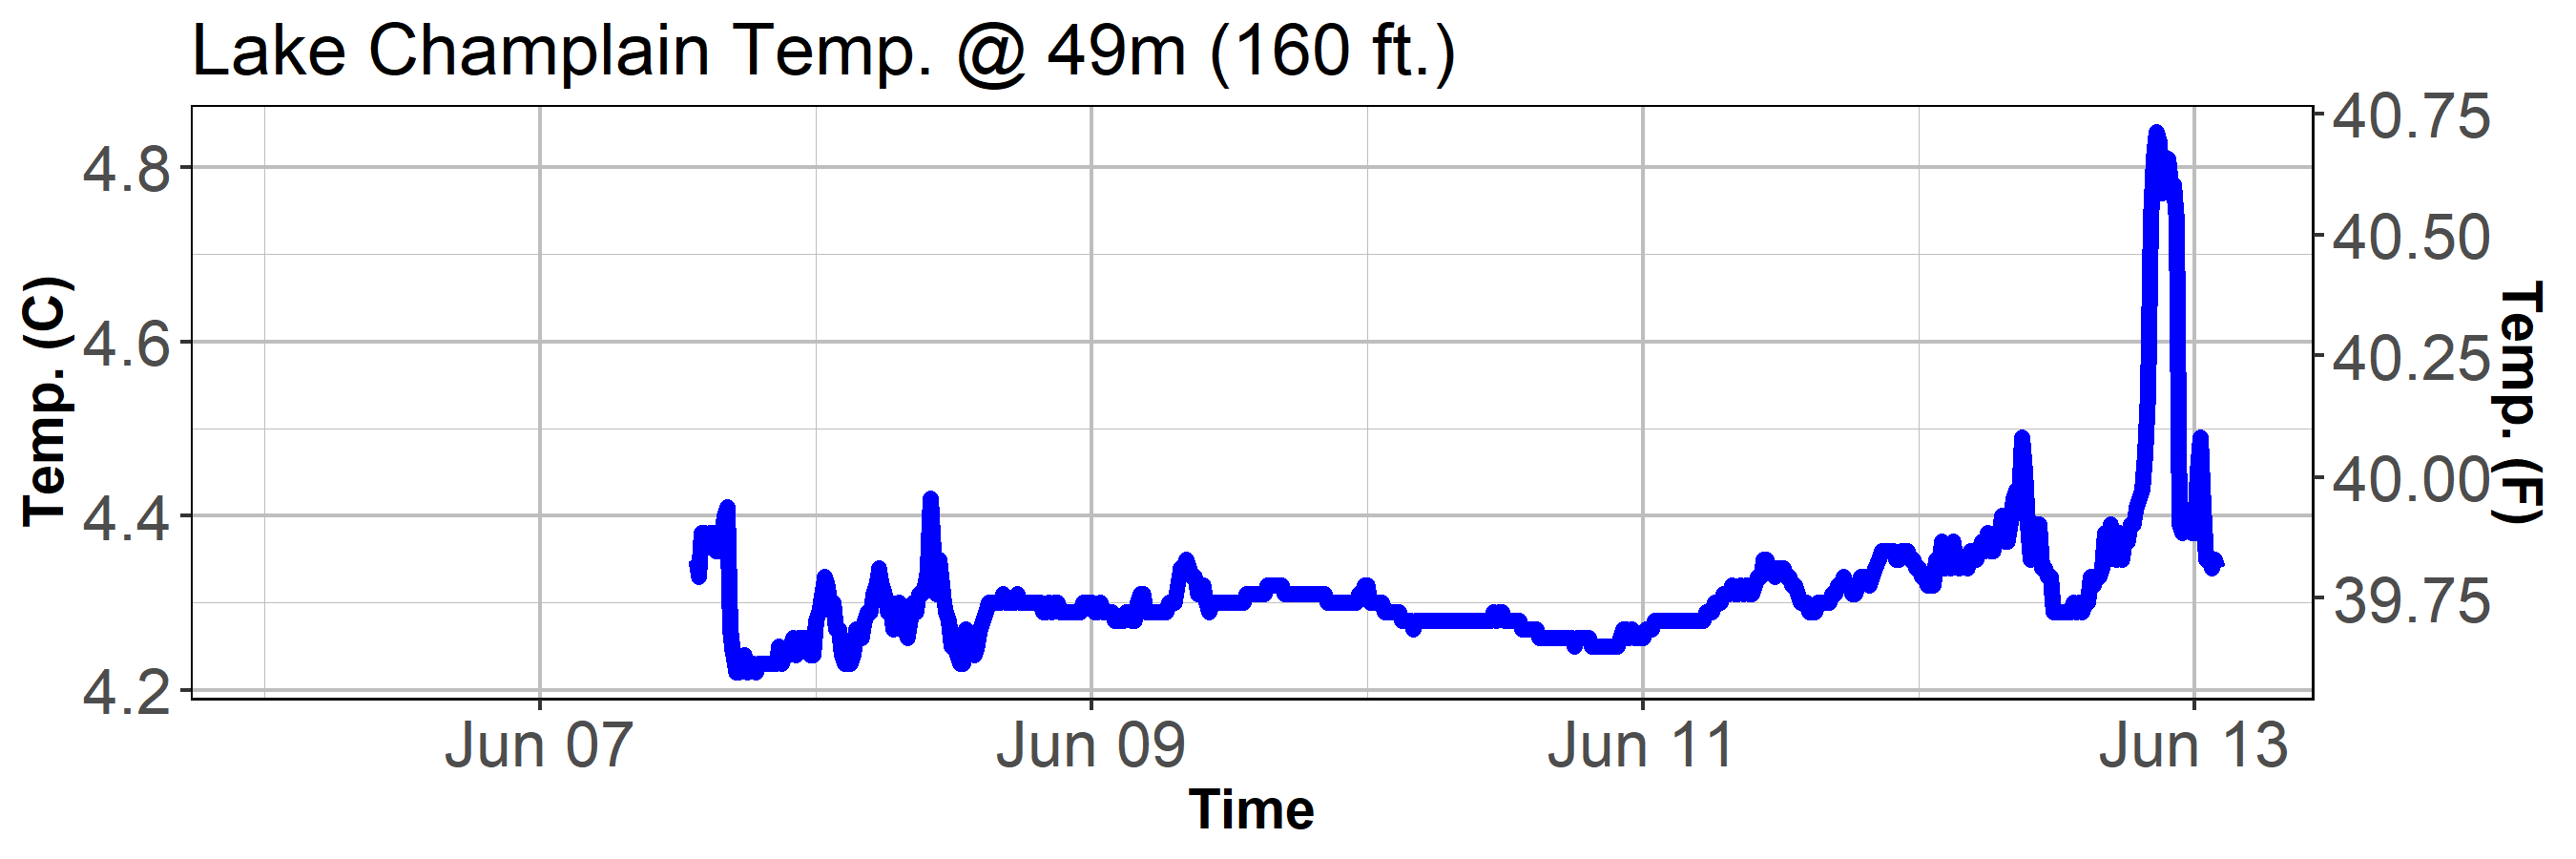 Lake Champlain Temp. @ 49m (160 ft.)
40.75
4.8
40.50
4.6
40.25
4.4
40.00
39.75
4.2
Temp. (C)
Temp. (F)
Jun 07
Jun 09
Jun 11
Jun 13
Time